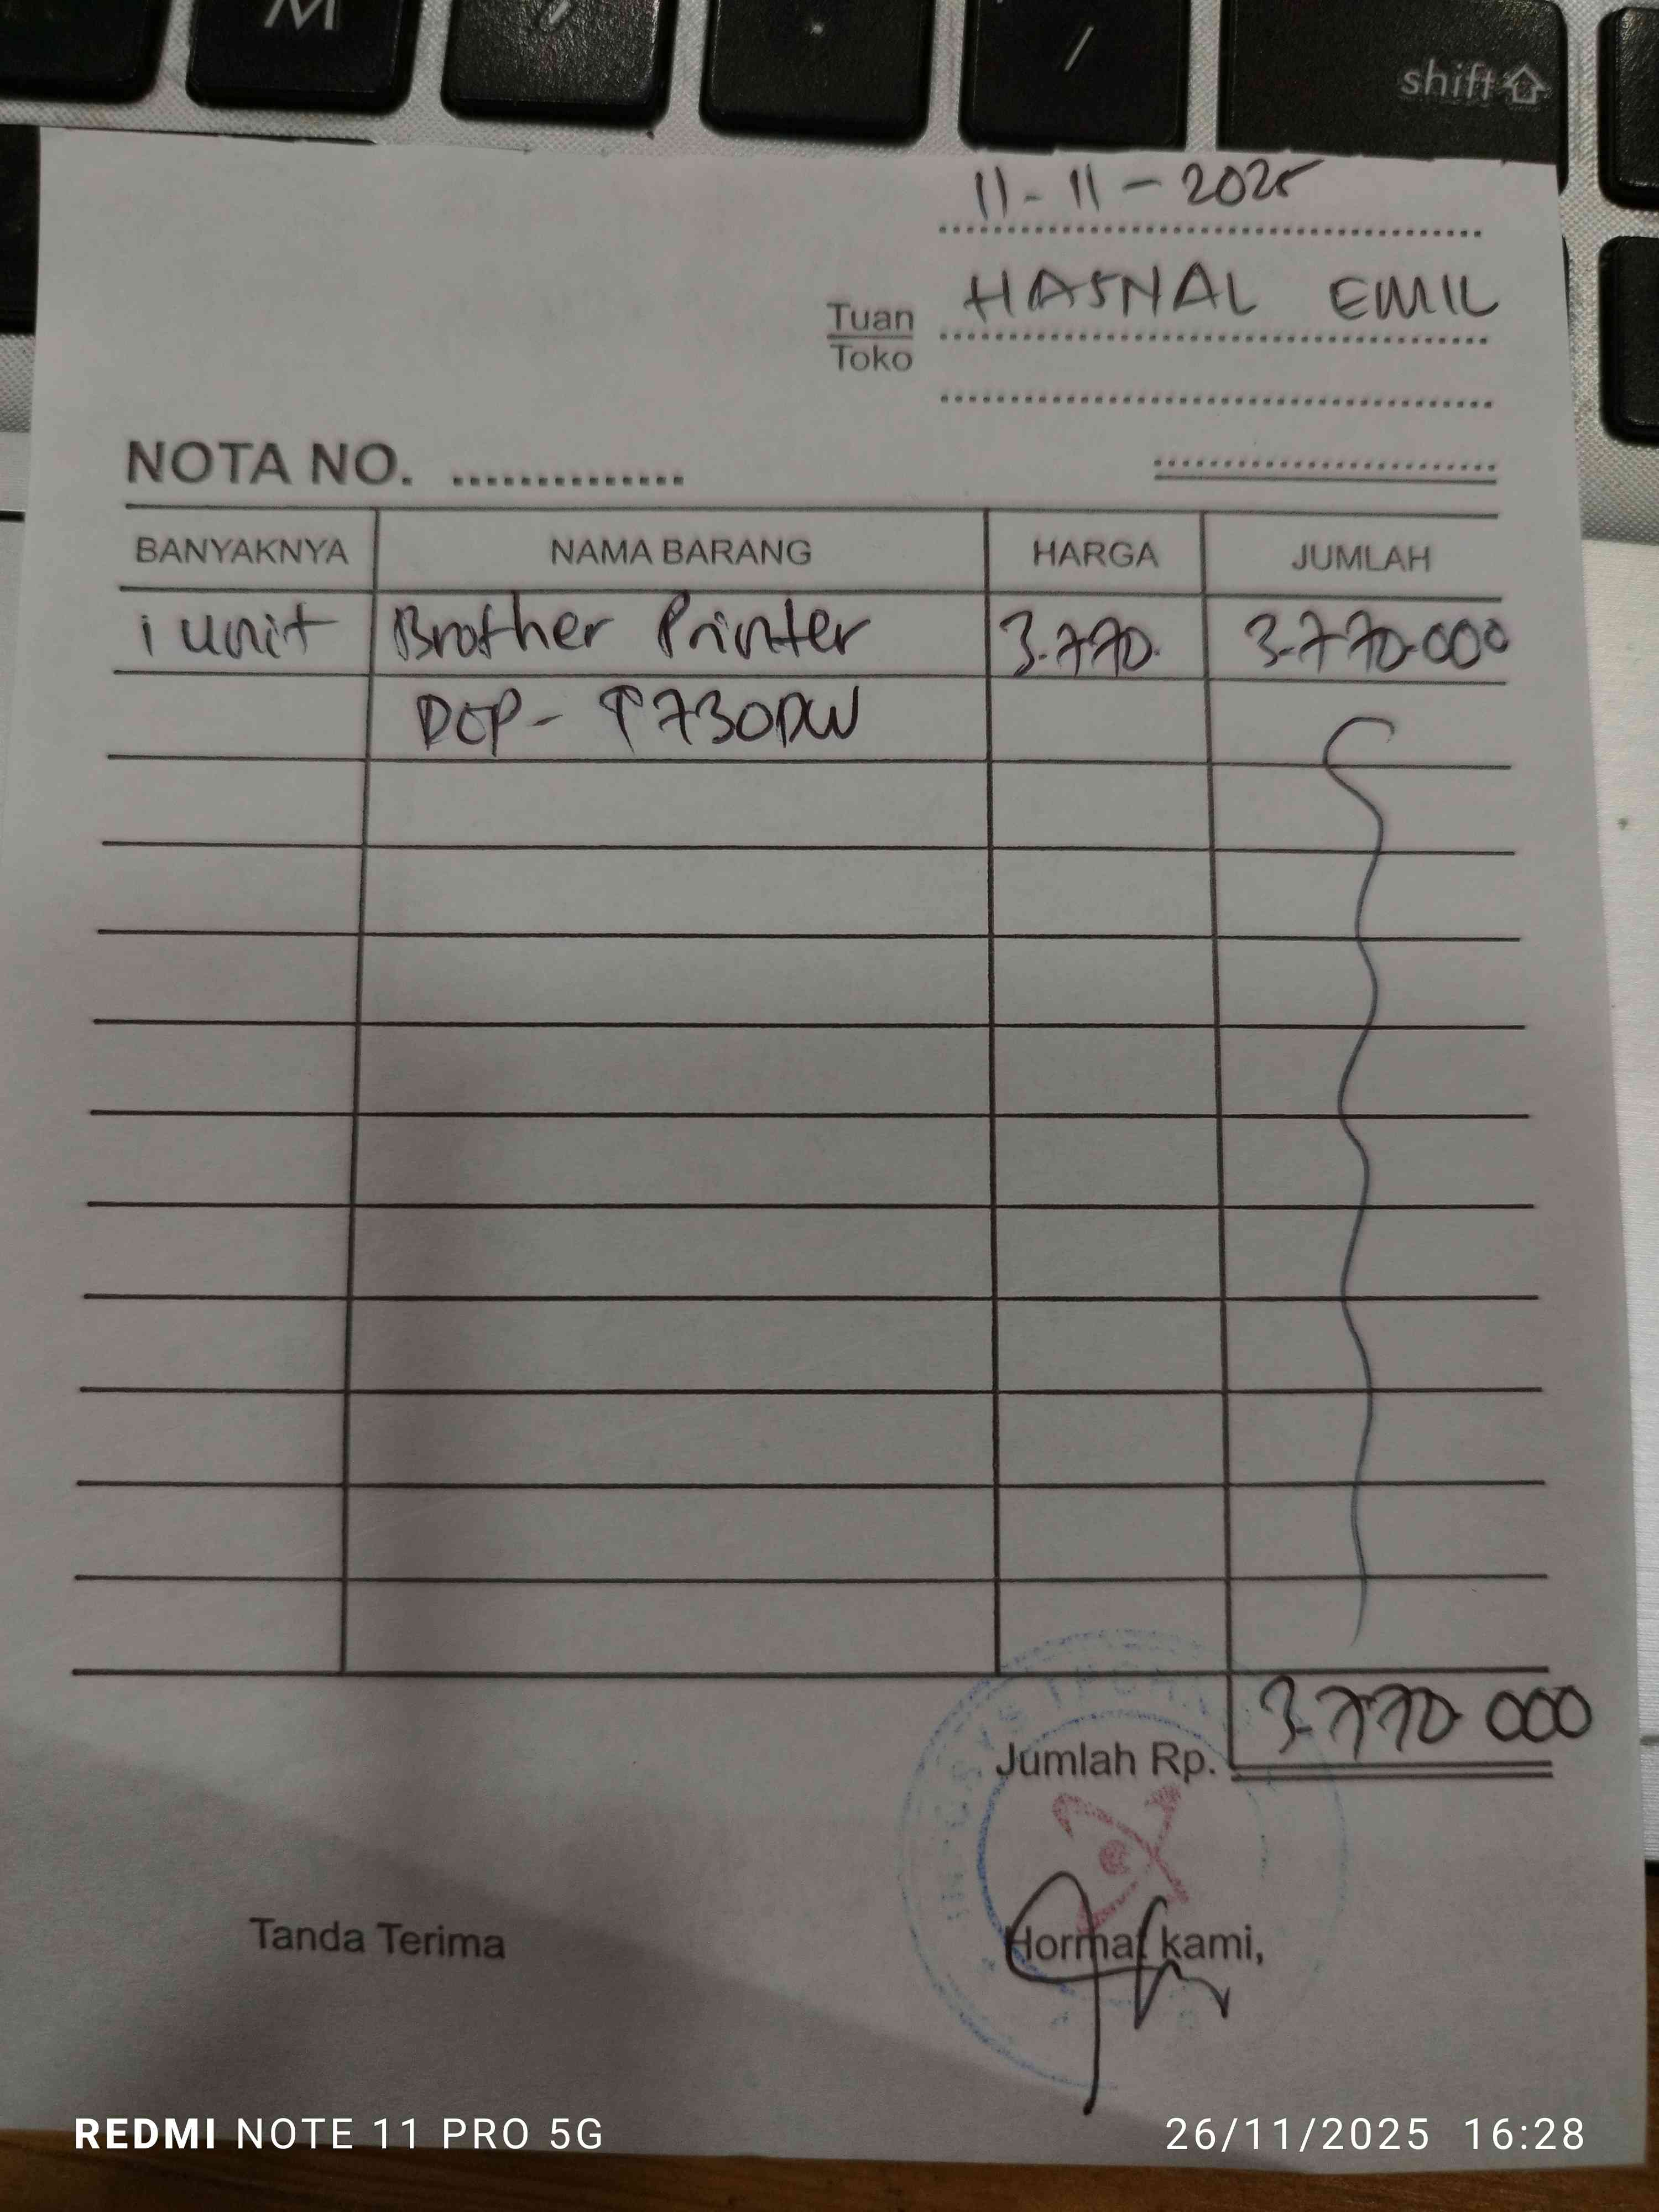 M
shift
11-11-2025
Tuan HASNAL EMIL
Toko
NOTA NO. ..............
BANYAKNYA NAMA BARANG HARGA JUMLAH
1 unit Brother Printer 3.770. 3.770.000
DCP-T730DW
Jumlah Rp. 3.770.000
Tanda Terima Hormat kami,
REDMI NOTE 11 PRO 5G 26/11/2025 16:28